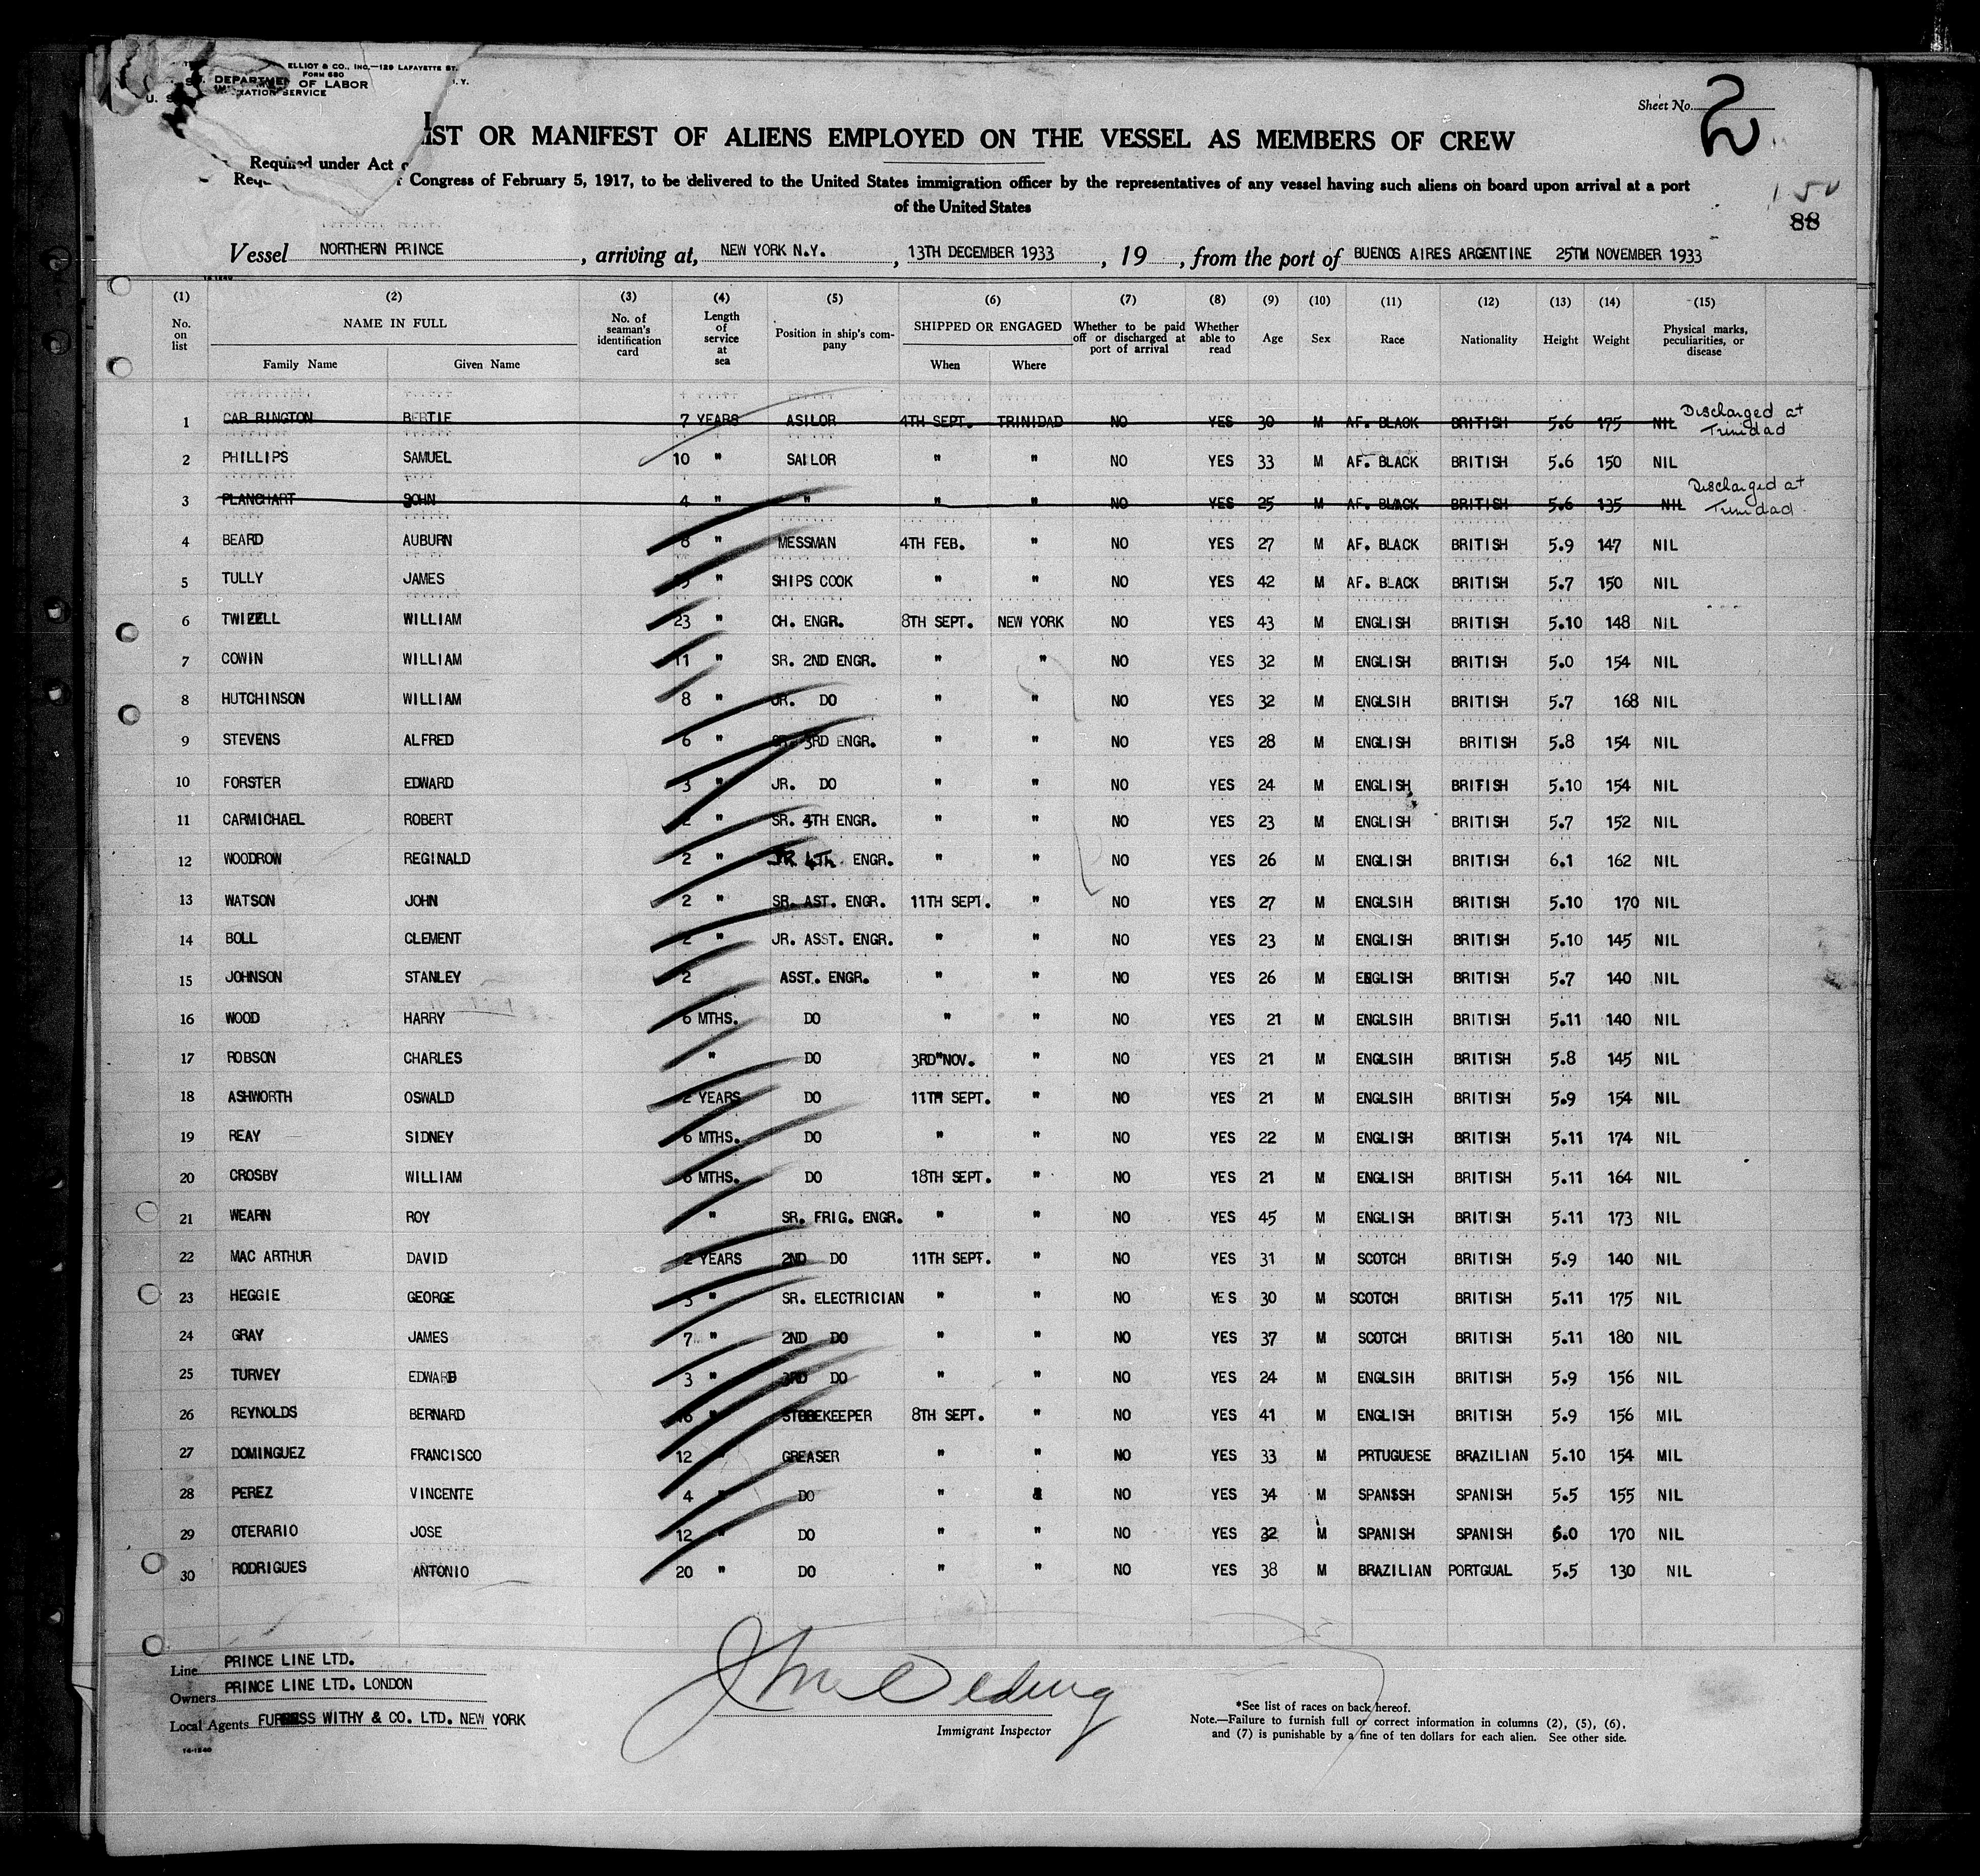 ELLIOT & CO., INC.—129 LAFAYETTE ST.
FORM 680
N.Y.
DEPARTMENT OF LABOR
U. S.
RATION SERVICE
Sheet No. 2
IST OR MANIFEST OF ALIENS EMPLOYED ON THE VESSEL AS MEMBERS OF CREW
Required under Act
Congress of February 5, 1917, to be delivered to the United States immigration officer by the representatives of any vessel having such aliens on board upon arrival at a port
of the United States
88
Vessel NORTHERN PRINCE, arriving at, NEW YORK N.Y., 13TH DECEMBER 1933, 19, from the port of BUENOS AIRES ARGENTINE 25TH NOVEMBER 1933
(1) (2) (3) (4) (5) (6) (7) (8) (9) (10) (11) (12) (13) (14) (15)
No. on list NAME IN FULL Family Name Given Name No. of seaman's identification card Length of service at sea Position in ship's company SHIPPED OR ENGAGED When Where Whether to be paid off or discharged at port of arrival Whether able to read Age Sex Race Nationality Height Weight Physical marks, peculiarities, or disease
1 CAR RINGTON BERTIE 7 YEARS ASILOR 4TH SEPT. TRINIDAD NO YES 30 M AF. BLACK BRITISH 5.6 175 NIL Discharged at Trinidad
2 PHILLIPS SAMUEL 10 " SAILOR " " NO YES 33 M AF. BLACK BRITISH 5.6 150 NIL
3 PLANCHART SOHN 4 " " " " NO YES 25 M AF. BLACK BRITISH 5.6 135 NIL Discharged at Trinidad
4 BEARD AUBURN 8 " MESSMAN 4TH FEB. " NO YES 27 M AF. BLACK BRITISH 5.9 147 NIL
5 TULLY JAMES " SHIPS COOK " " NO YES 42 M AF. BLACK BRITISH 5.7 150 NIL
6 TWIZELL WILLIAM 23 " CH. ENGR. 8TH SEPT. NEW YORK NO YES 43 M ENGLISH BRITISH 5.10 148 NIL
7 COWIN WILLIAM 11 " SR. 2ND ENGR. " " NO YES 32 M ENGLISH BRITISH 5.0 154 NIL
8 HUTCHINSON WILLIAM 8 " JR. DO " " NO YES 32 M ENGLSIH BRITISH 5.7 168 NIL
9 STEVENS ALFRED 6 " SR. 3RD ENGR. " " NO YES 28 M ENGLISH BRITISH 5.8 154 NIL
10 FORSTER EDWARD 3 " JR. DO " " NO YES 24 M ENGLISH BRITISH 5.10 154 NIL
11 CARMICHAEL ROBERT 2 " SR. 4TH ENGR. " " NO YES 23 M ENGLISH BRITISH 5.7 152 NIL
12 WOODROW REGINALD 2 " JR 4Th. ENGR. " " NO YES 26 M ENGLISH BRITISH 6.1 162 NIL
13 WATSON JOHN 2 " SR. AST. ENGR. 11TH SEPT. " NO YES 27 M ENGLSIH BRITISH 5.10 170 NIL
14 BOLL CLEMENT 2 " JR. ASST. ENGR. " " NO YES 23 M ENGLISH BRITISH 5.10 145 NIL
15 JOHNSON STANLEY 2 " ASST. ENGR. " " NO YES 26 M ENGLISH BRITISH 5.7 140 NIL
16 WOOD HARRY 6 MTHS. DO " " NO YES 21 M ENGLSIH BRITISH 5.11 140 NIL
17 ROBSON CHARLES " DO 3RD"NOV. " NO YES 21 M ENGLSIH BRITISH 5.8 145 NIL
18 ASHWORTH OSWALD 2 YEARS DO 11TH SEPT. " NO YES 21 M ENGLSIH BRITISH 5.9 154 NIL
19 REAY SIDNEY 6 MTHS. DO " " NO YES 22 M ENGLISH BRITISH 5.11 174 NIL
20 CROSBY WILLIAM 6 MTHS. DO 18TH SEPT. " NO YES 21 M ENGLISH BRITISH 5.11 164 NIL
21 WEARN ROY " SR. FRIG. ENGR. " " NO YES 45 M ENGLISH BRITISH 5.11 173 NIL
22 MAC ARTHUR DAVID 2 YEARS 2ND DO 11TH SEPT. " NO YES 31 M SCOTCH BRITISH 5.9 140 NIL
23 HEGGIE GEORGE 3 " SR. ELECTRICIAN " " NO YES 30 M SCOTCH BRITISH 5.11 175 NIL
24 GRAY JAMES 7 " 2ND DO " " NO YES 37 M SCOTCH BRITISH 5.11 180 NIL
25 TURVEY EDWARD 3 " 3RD DO " " NO YES 24 M ENGLSIH BRITISH 5.9 156 NIL
26 REYNOLDS BERNARD " STOREKEEPER 8TH SEPT. " NO YES 41 M ENGLISH BRITISH 5.9 156 MIL
27 DOMINGUEZ FRANCISCO 12 " GREASER " " NO YES 33 M PRTUGUESE BRAZILIAN 5.10 154 MIL
28 PEREZ VINCENTE 4 " DO " NO YES 34 M SPANSSH SPANISH 5.5 155 NIL
29 OTERARIO JOSE 12 " DO " " NO YES 32 M SPANISH SPANISH 6.0 170 NIL
30 RODRIGUES ANTONIO 20 " DO " " NO YES 38 M BRAZILIAN PORTGUAL 5.5 130 NIL
Line PRINCE LINE LTD.
Owners PRINCE LINE LTD. LONDON
Local Agents FURNESS WITHY & CO. LTD. NEW YORK
14-1240
Immigrant Inspector
*See list of races on back hereof.
Note.—Failure to furnish full or correct information in columns (2), (5), (6),
and (7) is punishable by a fine of ten dollars for each alien. See other side.